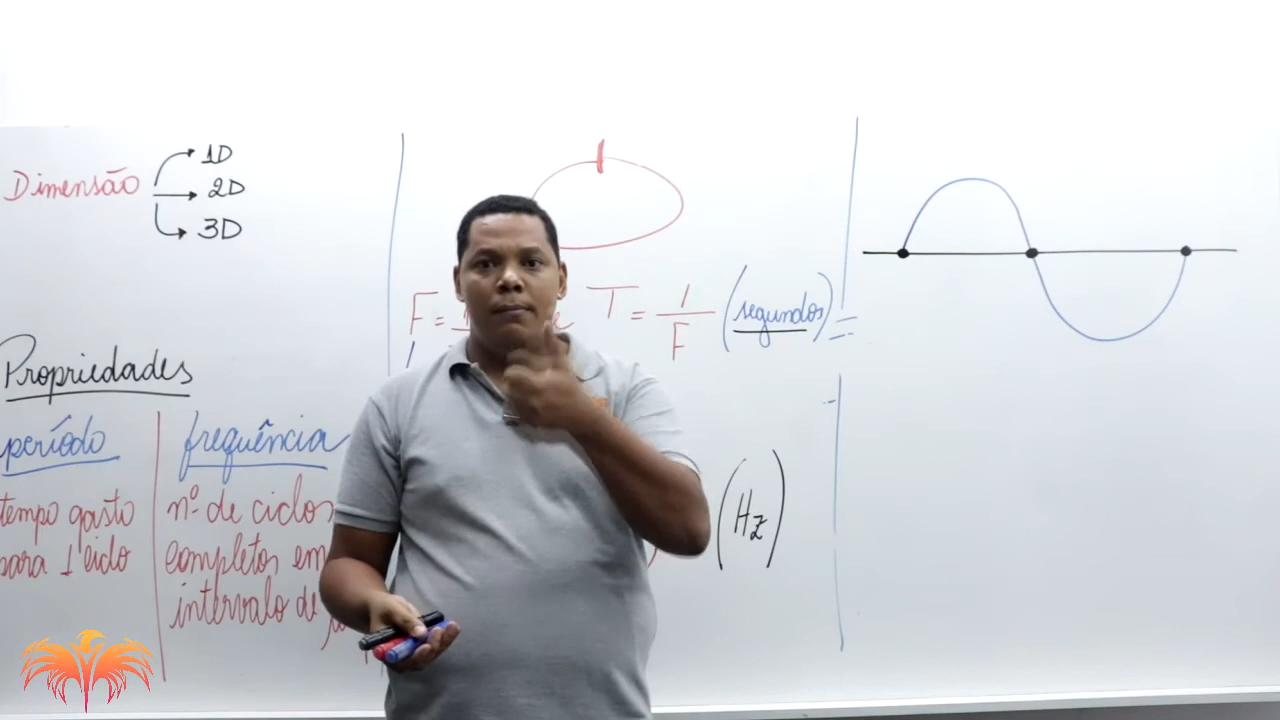 Dimensão
1D
2D
3D
Propriedades
período
tempo gasto
para 1 ciclo
frequência
nº de ciclos
completos em
intervalo de
F = 1
T = 1/F (segundos)
(Hz)